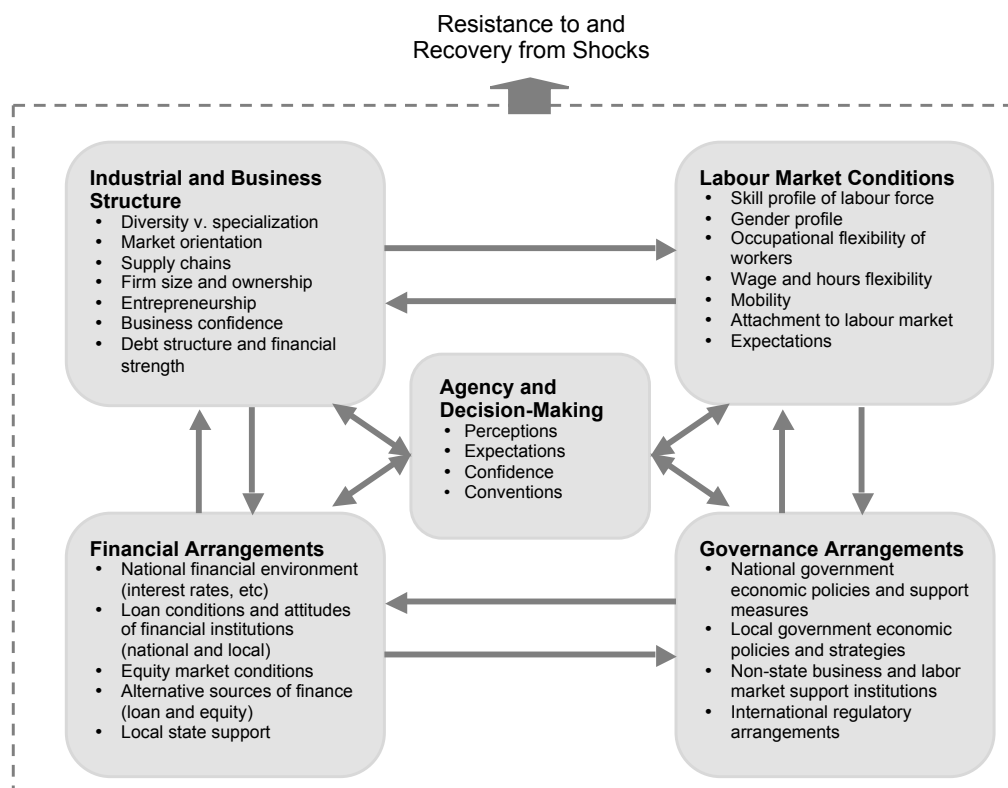 Resistance to and
Recovery from Shocks
Industrial and Business
Structure
• Diversity v. specialization
• Market orientation
• Supply chains
• Firm size and ownership
• Entrepreneurship
• Business confidence
• Debt structure and financial
strength
Labour Market Conditions
• Skill profile of labour force
• Gender profile
• Occupational flexibility of
workers
• Wage and hours flexibility
• Mobility
• Attachment to labour market
• Expectations
Agency and
Decision-Making
• Perceptions
• Expectations
• Confidence
• Conventions
Financial Arrangements
• National financial environment
(interest rates, etc)
• Loan conditions and attitudes
of financial institutions
(national and local)
• Equity market conditions
• Alternative sources of finance
(loan and equity)
• Local state support
Governance Arrangements
• National government
economic policies and support
measures
• Local government economic
policies and strategies
• Non-state business and labor
market support institutions
• International regulatory
arrangements